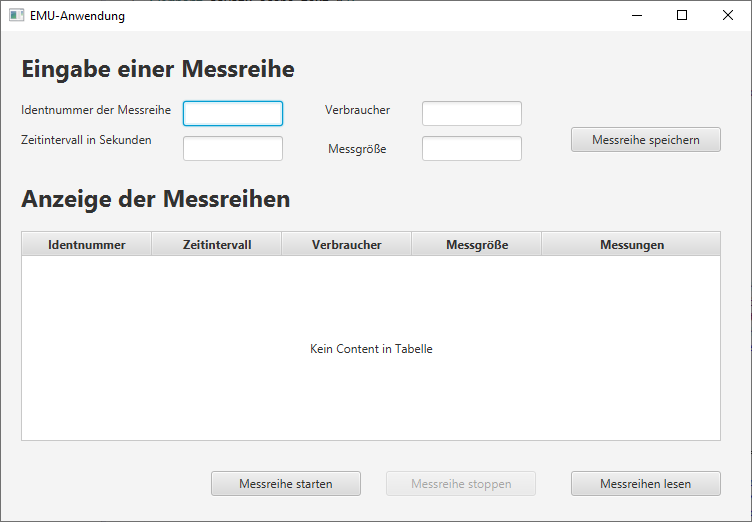 EMU-Anwendung
Eingabe einer Messreihe
Identnummer der Messreihe Verbraucher
Zeitintervall in Sekunden Messgröße Messreihe speichern
Anzeige der Messreihen
Identnummer Zeitintervall Verbraucher Messgröße Messungen
Kein Content in Tabelle
Messreihe starten Messreihe stoppen Messreihen lesen